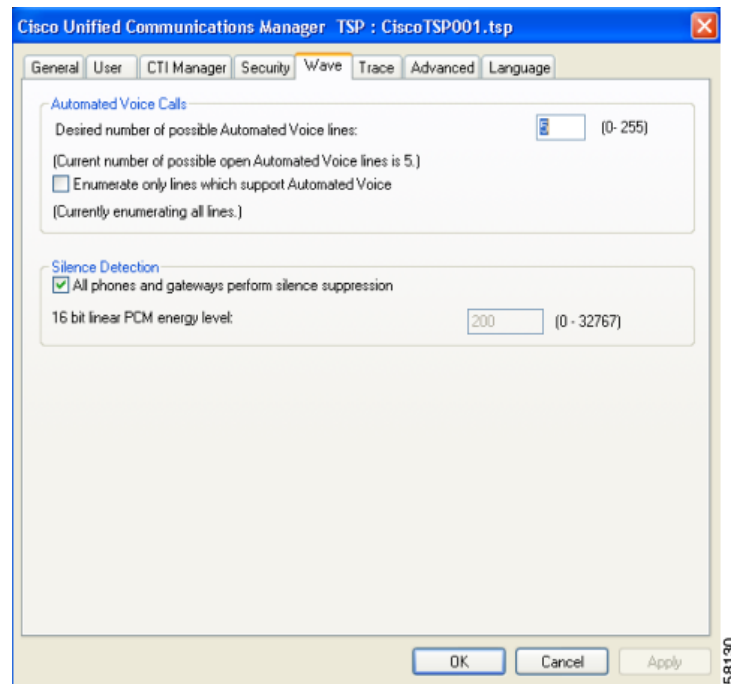 Cisco Unified Communications Manager TSP : CiscoTSP001.tsp
General User CTI Manager Security Wave Trace Advanced Language
Automated Voice Calls
Desired number of possible Automated Voice lines: 5 (0- 255)
(Current number of possible open Automated Voice lines is 5.)
Enumerate only lines which support Automated Voice
(Currently enumerating all lines.)
Silence Detection
All phones and gateways perform silence suppression
16 bit linear PCM energy level: 200 (0 - 32767)
OK Cancel Apply
58130